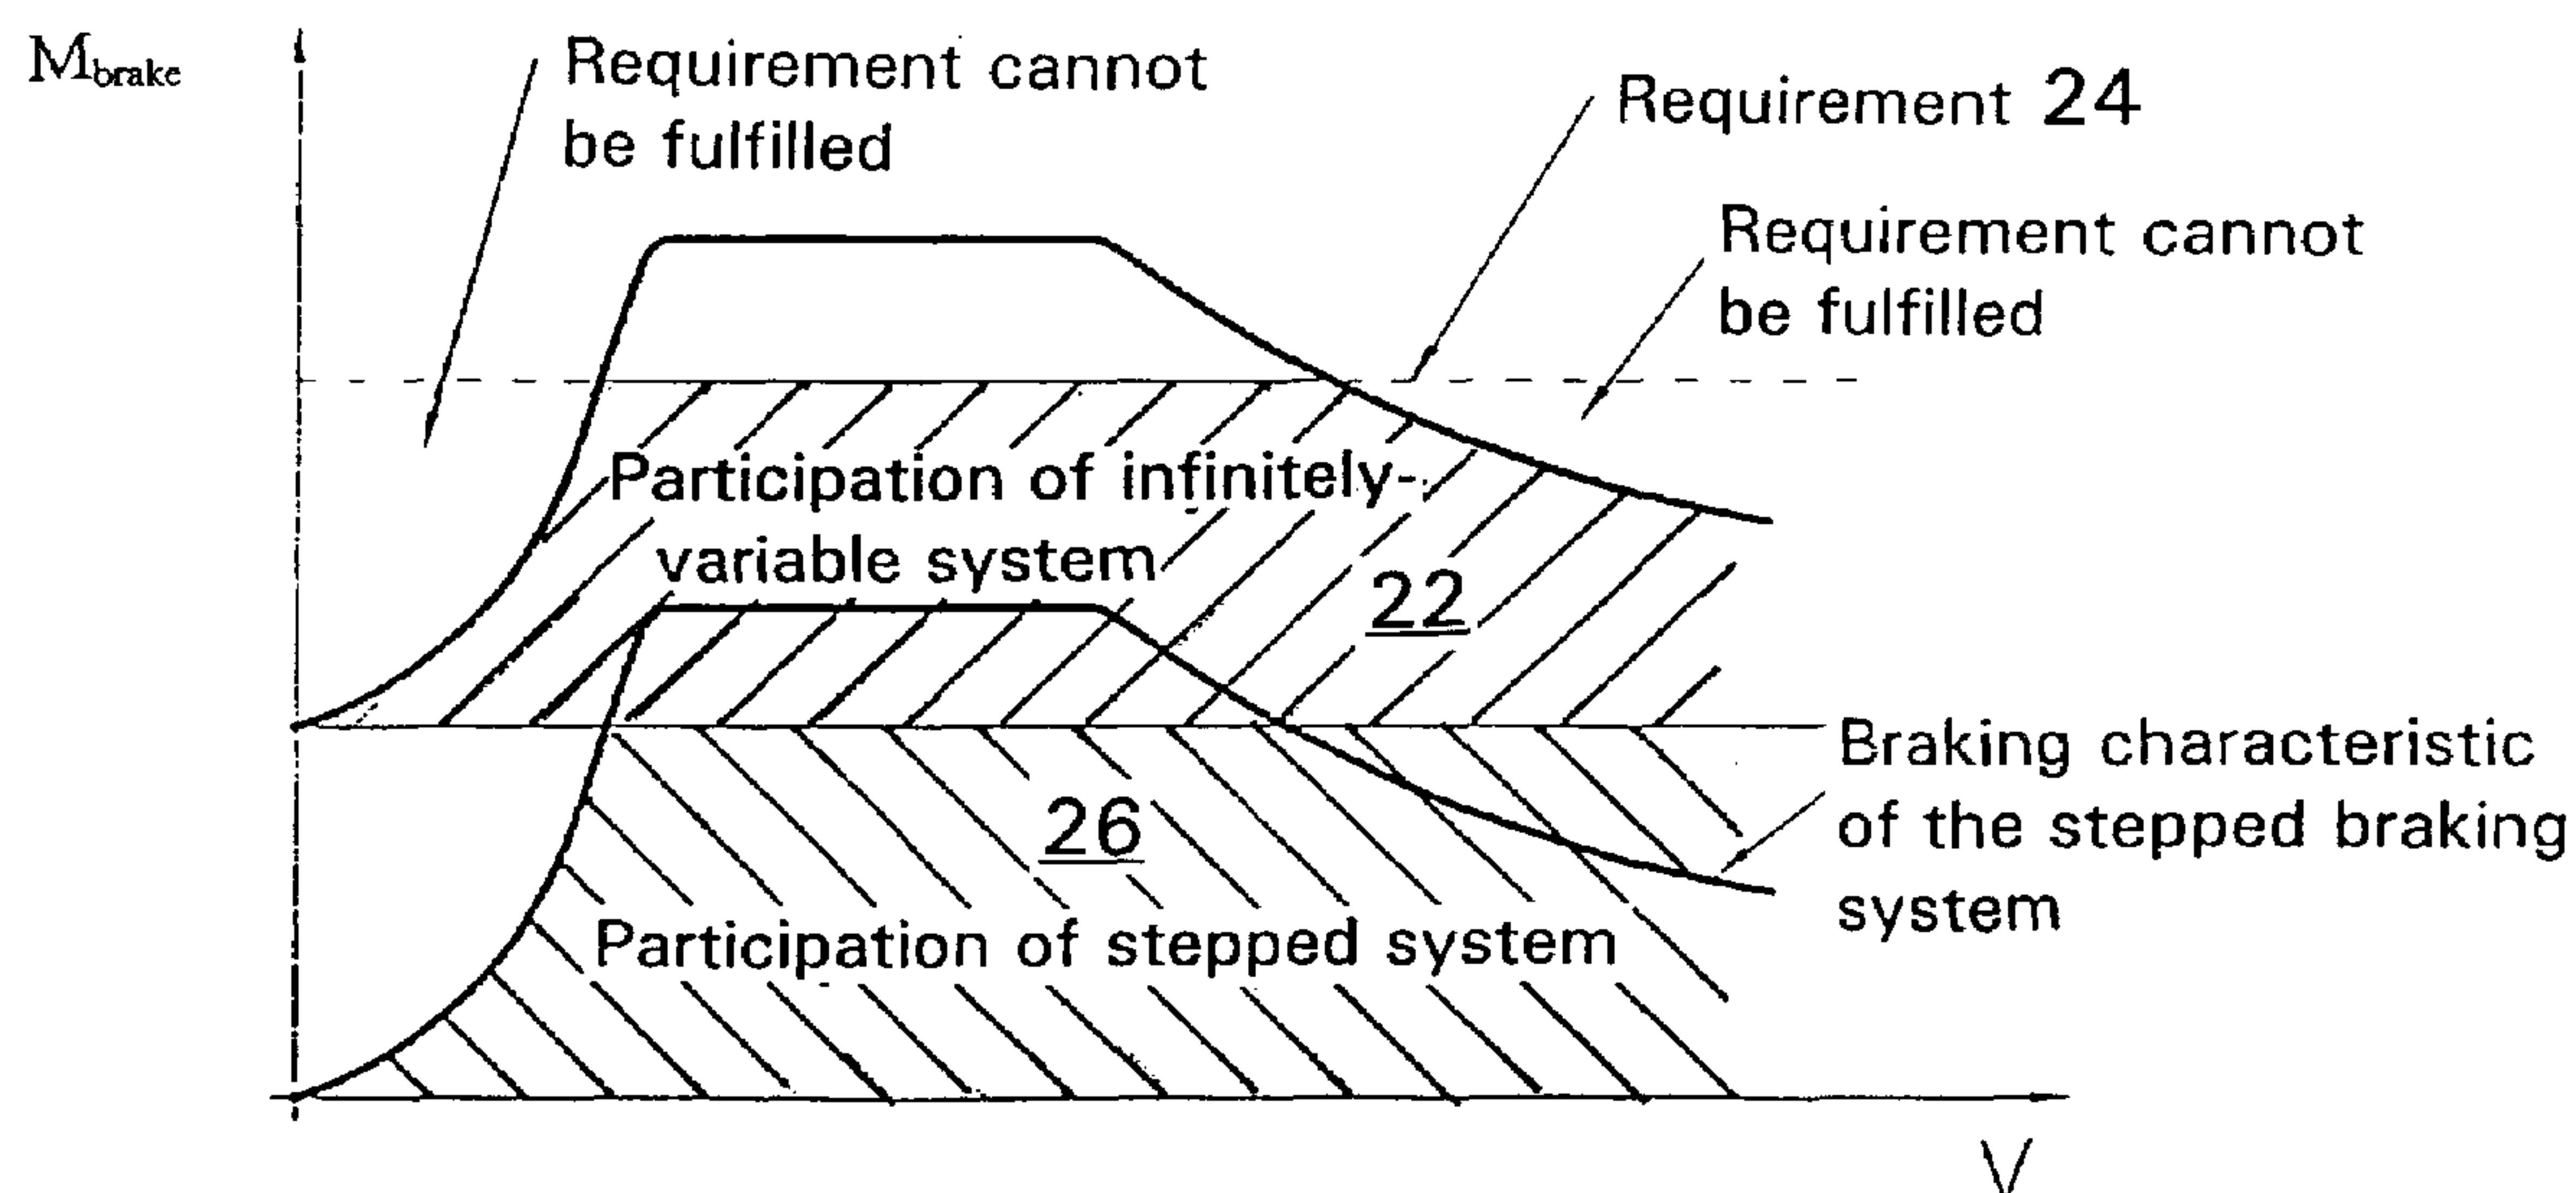 M_brake
Requirement cannot
be fulfilled
Requirement 24
Requirement cannot
be fulfilled
Participation of infinitely-
variable system
22
26
Participation of stepped system
Braking characteristic
of the stepped braking
system
V